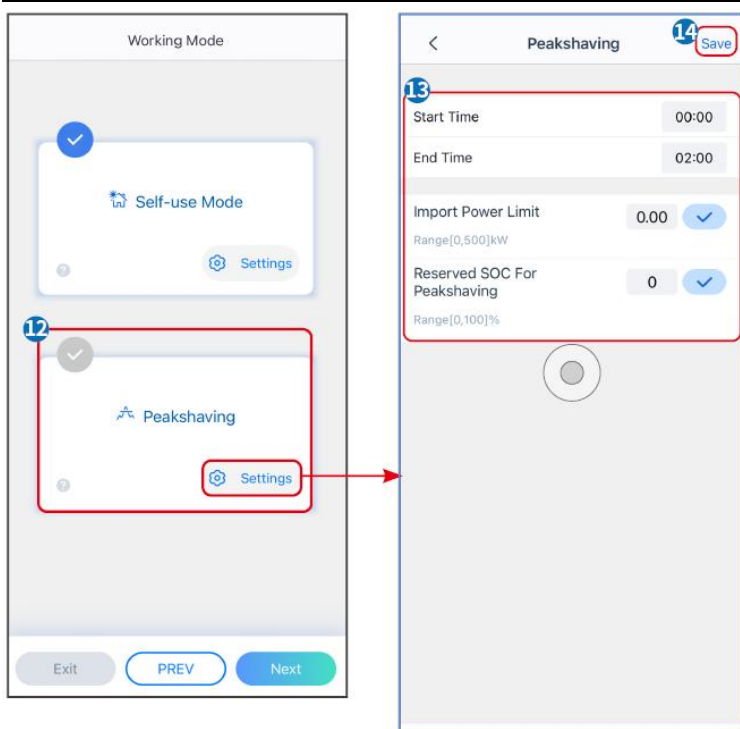 Working Mode
Self-use Mode
Settings
?
12
Peakshaving
Settings
?
Exit
PREV
Next
Peakshaving
14
Save
13
Start Time
00:00
End Time
02:00
Import Power Limit
0.00
Range[0,500]kW
Reserved SOC For
Peakshaving
0
Range[0,100]%